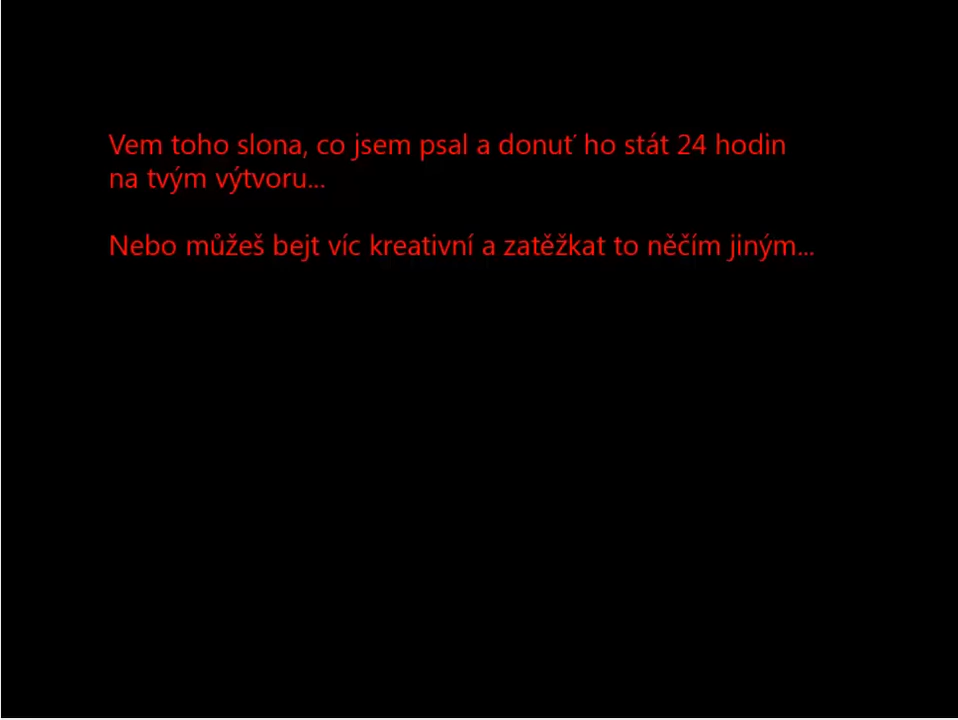 Vem toho slona, co jsem psal a donuť ho stát 24 hodin
na tvým výtvoru...
Nebo můžeš bejt víc kreativní a zatěžkat to něčím jiným...